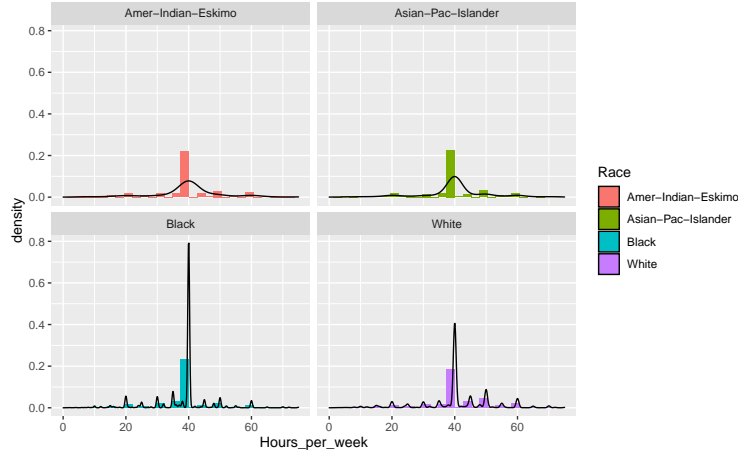 Amer-Indian-Eskimo
Asian-Pac-Islander
0.8
0.6
0.4
0.2
0.0
Black
White
0.8
0.6
0.4
0.2
0.0
0
20
40
60
0
20
40
60
Hours_per_week
density
Race
Amer-Indian-Eskimo
Asian-Pac-Islander
Black
White